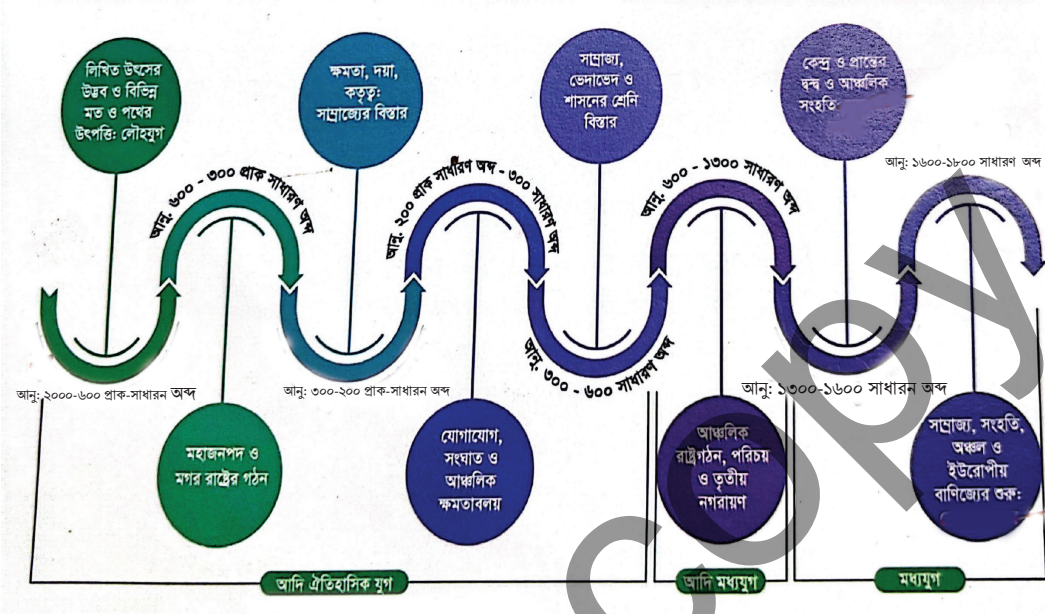 লিখিত উৎসের
উদ্ভব ও বিভিন্ন
মত ও পথের
উৎপত্তি: লৌহযুগ
ক্ষমতা, দয়া,
কতৃত্ব:
সাম্রাজ্যের বিস্তার
সাম্রাজ্য,
ভেদাভেদ ও
শাসনের শ্রেনি
বিস্তার
কেন্দ্র ও প্রান্তের
দ্বন্দ্ব ও আঞ্চলিক
সংহতি
আনু. ৬০০ - ৩০০ প্রাক সাধারণ অব্দ
আনু. ২০০ প্রাক সাধারণ অব্দ - ৩০০ সাধারণ অব্দ
আনু. ৬০০ - ১৩০০ সাধারণ অব্দ
আনু: ১৬০০-১৮০০ সাধারণ অব্দ
আনু: ২০০০-৬০০ প্রাক-সাধারন অব্দ
আনু: ৩০০-২০০ প্রাক-সাধারন অব্দ
আনু. ৩০০ - ৬০০ সাধারণ অব্দ
আনু: ১৩০০-১৬০০ সাধারন অব্দ
মহাজনপদ ও
মগর রাষ্ট্রের গঠন
যোগাযোগ,
সংঘাত ও
আঞ্চলিক
ক্ষমতাবলয়
আঞ্চলিক
রাষ্ট্রগঠন, পরিচয়
ও তৃতীয়
নগরায়ণ
সাম্রাজ্য, সংহতি,
অঞ্চল ও
ইউরোপীয়
বাণিজ্যের শুরু:
আদি ঐতিহাসিক যুগ
আদি মধ্যযুগ
মধ্যযুগ
copy